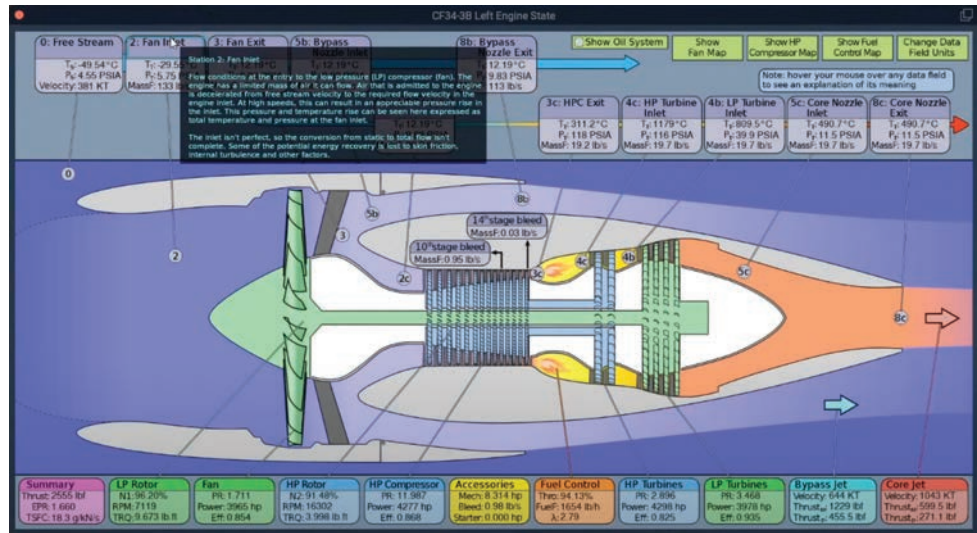 CF34-3B Left Engine State
0: Free Stream
T₀:-49.54°C
P₀: 4.55 PSIA
Velocity: 381 KT
2: Fan Inlet
P₁: 5.75
MassF: 133
3: Fan Exit
5b: Bypass
Nozzle Inlet
8b: Bypass
Nozzle Exit
12.19°C
9.83 PSIA
113 lb/s
Station 2: Fan Inlet
Flow conditions at the entry to the low pressure (LP) compressor (fan). The
engine has a limited mass of air it can flow. Air that is admitted to the engine
is decelerated from free stream velocity to the required flow velocity in the
engine inlet. At high speeds, this can result in an appreciable pressure rise in
the inlet. This pressure and temperature rise can be seen here expressed as
total temperature and pressure at the fan inlet.
The inlet isn't perfect, so the conversion from static to total flow isn't
complete. Some of the potential energy recovery is lost to skin friction,
internal turbulence and other factors.
Show Oil System
Show
Fan Map
Show HP
Compressor Map
Show Fuel
Control Map
Change Data
Field Units
Note: hover your mouse over any data field
to see an explanation of its meaning
3c: HPC Exit
T: 311.2°C
P: 118 PSIA
MassF: 19.2 lb/s
4c: HP Turbine
Inlet
T: 1179°C
P: 116 PSIA
MassF: 19.7 lb/s
4b: LP Turbine
Inlet
T: 809.5°C
P: 39.9 PSIA
MassF: 19.7 lb/s
5c: Core Nozzle
Inlet
T: 490.7°C
P: 11.5 PSIA
MassF: 19.7 lb/s
8c: Core Nozzle
Exit
T: 490.7°C
P: 11.5 PSIA
MassF: 19.7 lb/s
0
2
3
5b
8b
2c
3c
4c
4b
5c
8c
14th stage bleed
MassF: 0.03 lb/s
10th stage bleed
MassF: 0.95 lb/s
Summary
Thrust: 2555 lbf
EPR: 1.660
TSFC: 18.3 g/kN/s
LP Rotor
N1: 96.20%
RPM: 7119
TRQ: 9.673 lb.ft
Fan
PR: 1.711
Power: 3965 hp
Eff: 0.854
HP Rotor
N2: 91.48%
RPM: 16302
TRQ: 3.998 lb.ft
HP Compressor
PR: 11.987
Power: 4277 hp
Eff: 0.868
Accessories
Mech: 8.314 hp
Bleed: 0.98 lb/s
Starter: 0.000 hp
Fuel Control
Thro: 94.13%
FuelF: 1654 lb/h
λ: 2.79
HP Turbines
PR: 2.896
Power: 4298 hp
Eff: 0.825
LP Turbines
PR: 3.468
Power: 3978 hp
Eff: 0.935
Bypass Jet
Velocity: 644 KT
Thrust: 1229 lbf
Thrust: 455.5 lbf
Core Jet
Velocity: 1043 KT
Thrust: 599.5 lbf
Thrust: 271.1 lbf